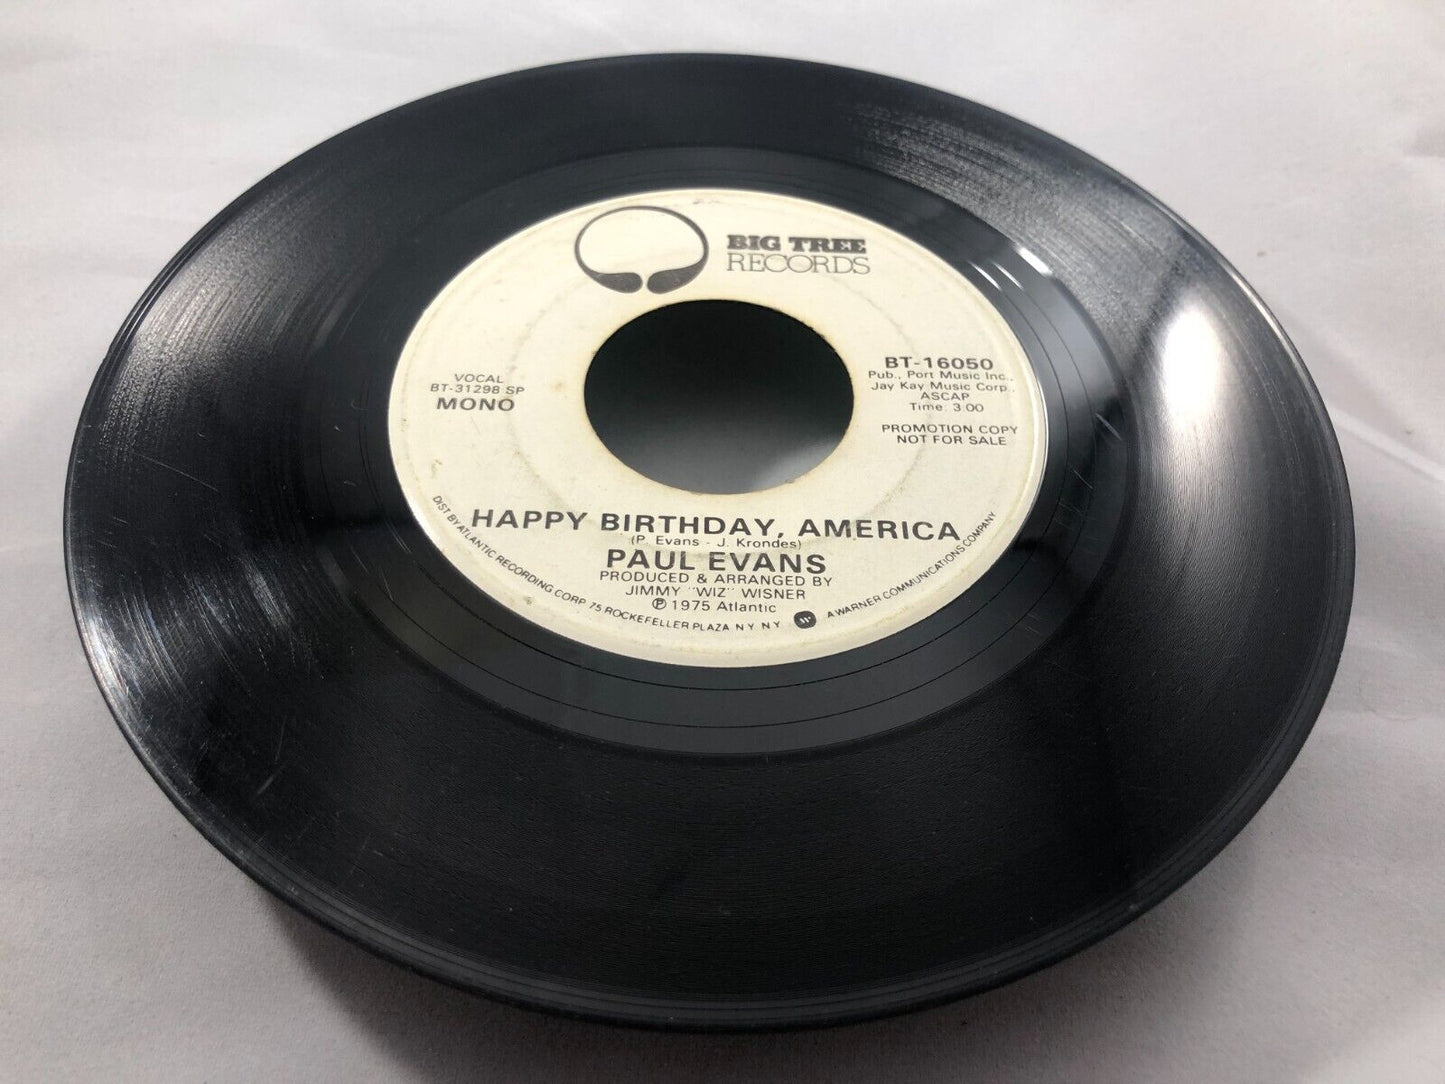 BIG TREE
RECORDS
VOCAL
BT-31298 SP
MONO
BT-16050
Pub., Port Music Inc.,
Jay Kay Music Corp.,
ASCAP
Time: 3:00
PROMOTION COPY
NOT FOR SALE
HAPPY BIRTHDAY, AMERICA
(P. Evans - J. Krondes)
PAUL EVANS
PRODUCED & ARRANGED BY
JIMMY "WIZ" WISNER
℗ 1975 Atlantic
DIST BY ATLANTIC RECORDING CORP 75 ROCKEFELLER PLAZA N.Y. N.Y. A WARNER COMMUNICATIONS COMPANY